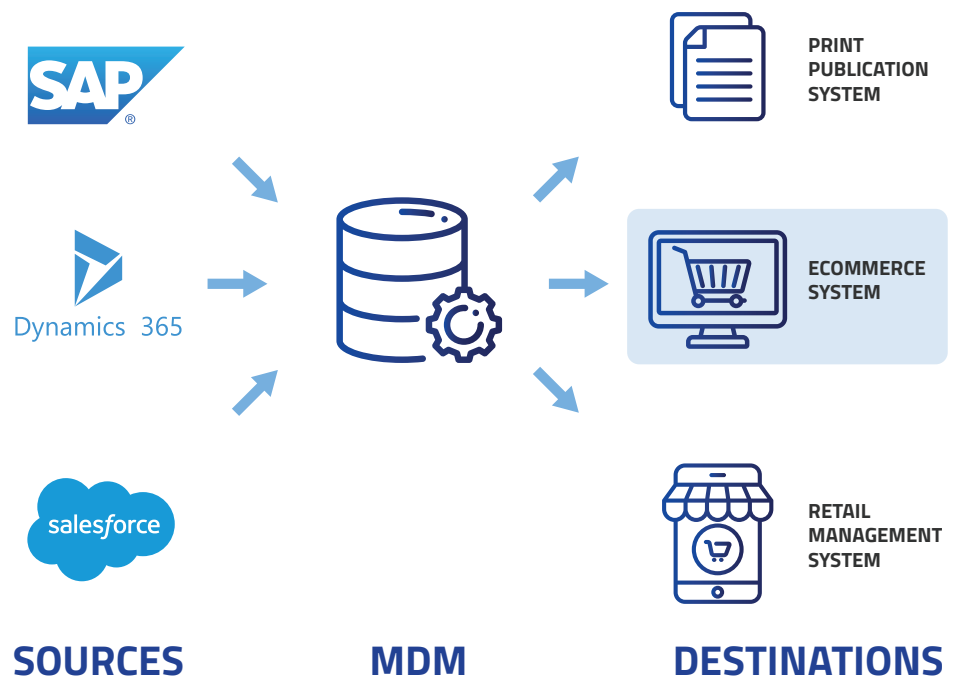 SAP
®
Dynamics 365
salesforce
PRINT
PUBLICATION
SYSTEM
ECOMMERCE
SYSTEM
RETAIL
MANAGEMENT
SYSTEM
SOURCES
MDM
DESTINATIONS